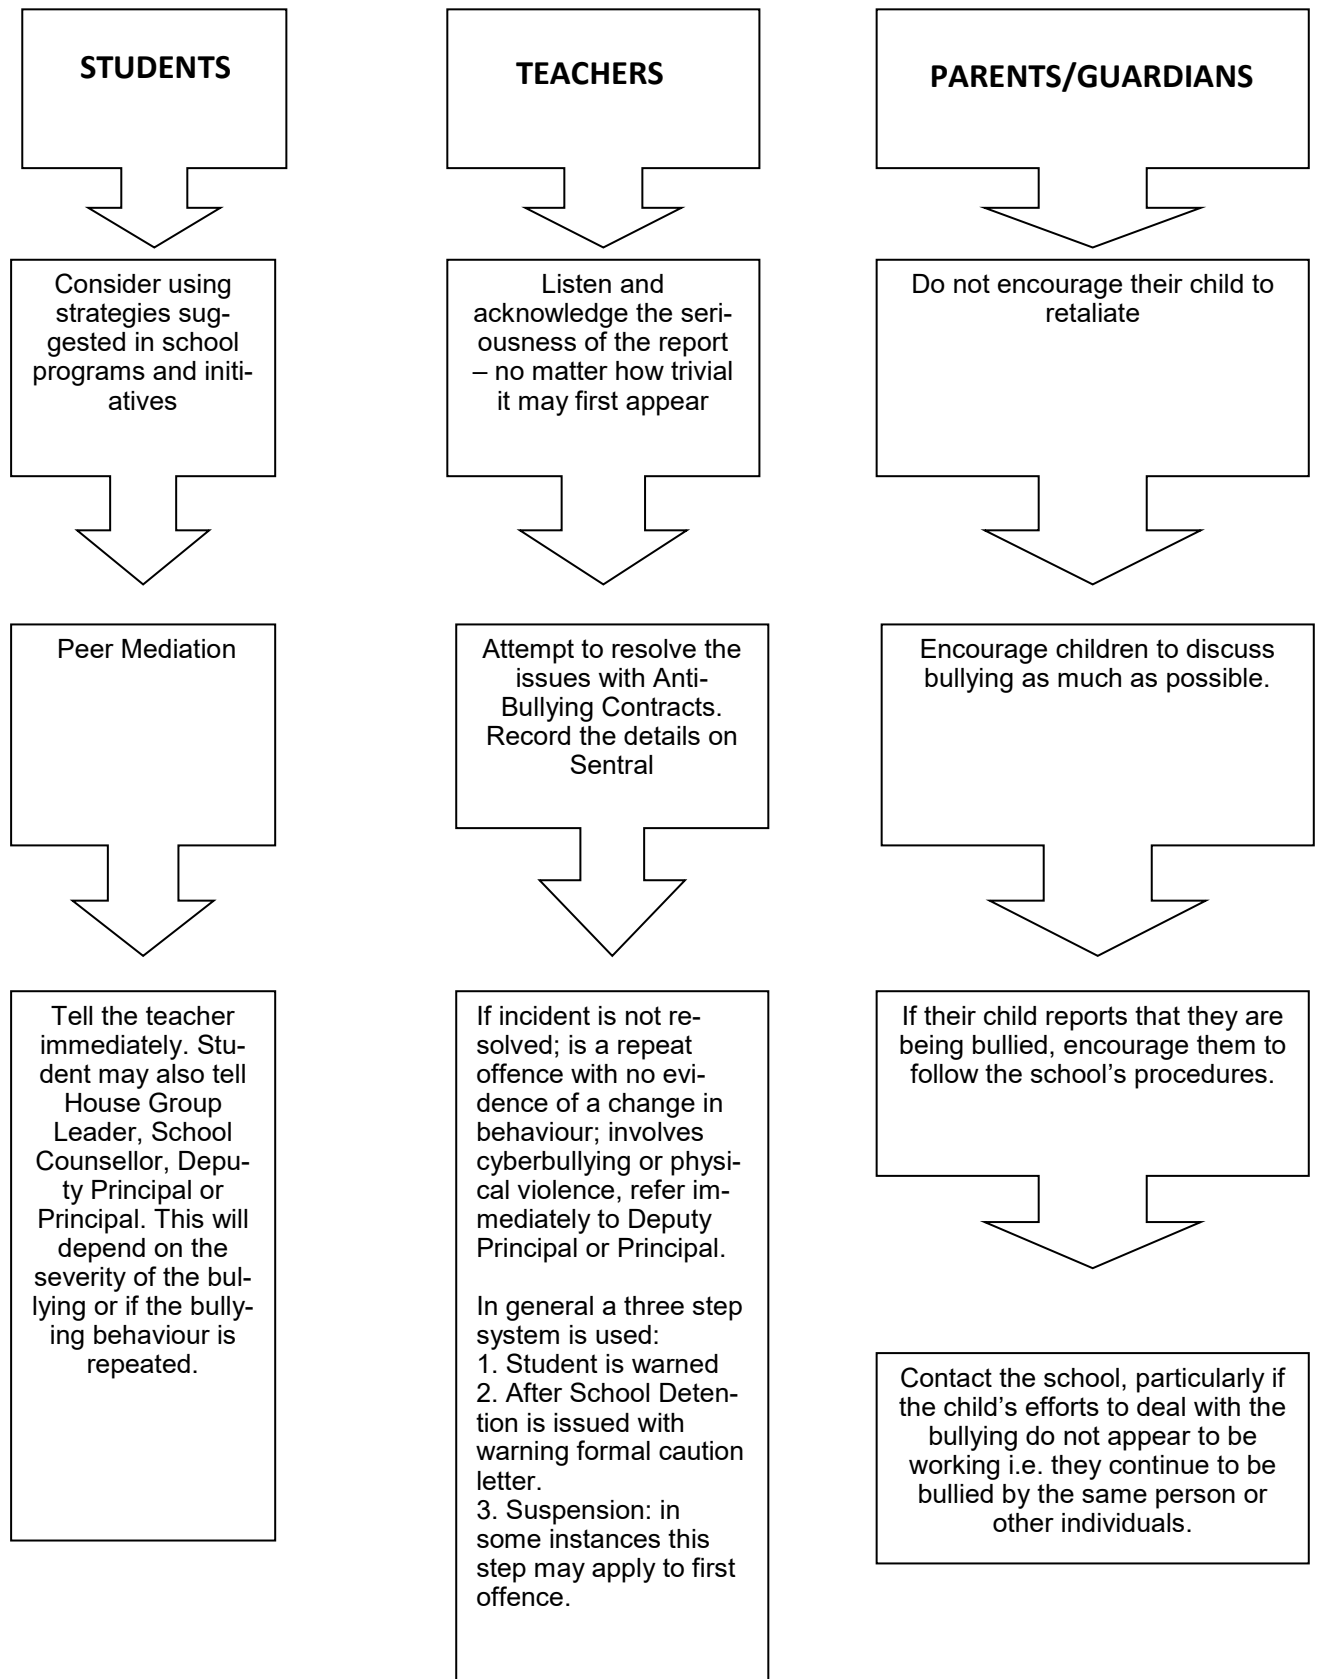 STUDENTS
Consider using
strategies sug-
gested in school
programs and initi-
atives
Peer Mediation
Tell the teacher
immediately. Stu-
dent may also tell
House Group
Leader, School
Counsellor, Depu-
ty Principal or
Principal. This will
depend on the
severity of the bul-
lying or if the bully-
ing behaviour is
repeated.
TEACHERS
Listen and
acknowledge the seri-
ousness of the report
– no matter how trivial
it may first appear
Attempt to resolve the
issues with Anti-
Bullying Contracts.
Record the details on
Sentral
If incident is not re-
solved; is a repeat
offence with no evi-
dence of a change in
behaviour; involves
cyberbullying or physi-
cal violence, refer im-
mediately to Deputy
Principal or Principal.
In general a three step
system is used:
1. Student is warned
2. After School Deten-
tion is issued with
warning formal caution
letter.
3. Suspension: in
some instances this
step may apply to first
offence.
PARENTS/GUARDIANS
Do not encourage their child to
retaliate
Encourage children to discuss
bullying as much as possible.
If their child reports that they are
being bullied, encourage them to
follow the school’s procedures.
Contact the school, particularly if
the child’s efforts to deal with the
bullying do not appear to be
working i.e. they continue to be
bullied by the same person or
other individuals.